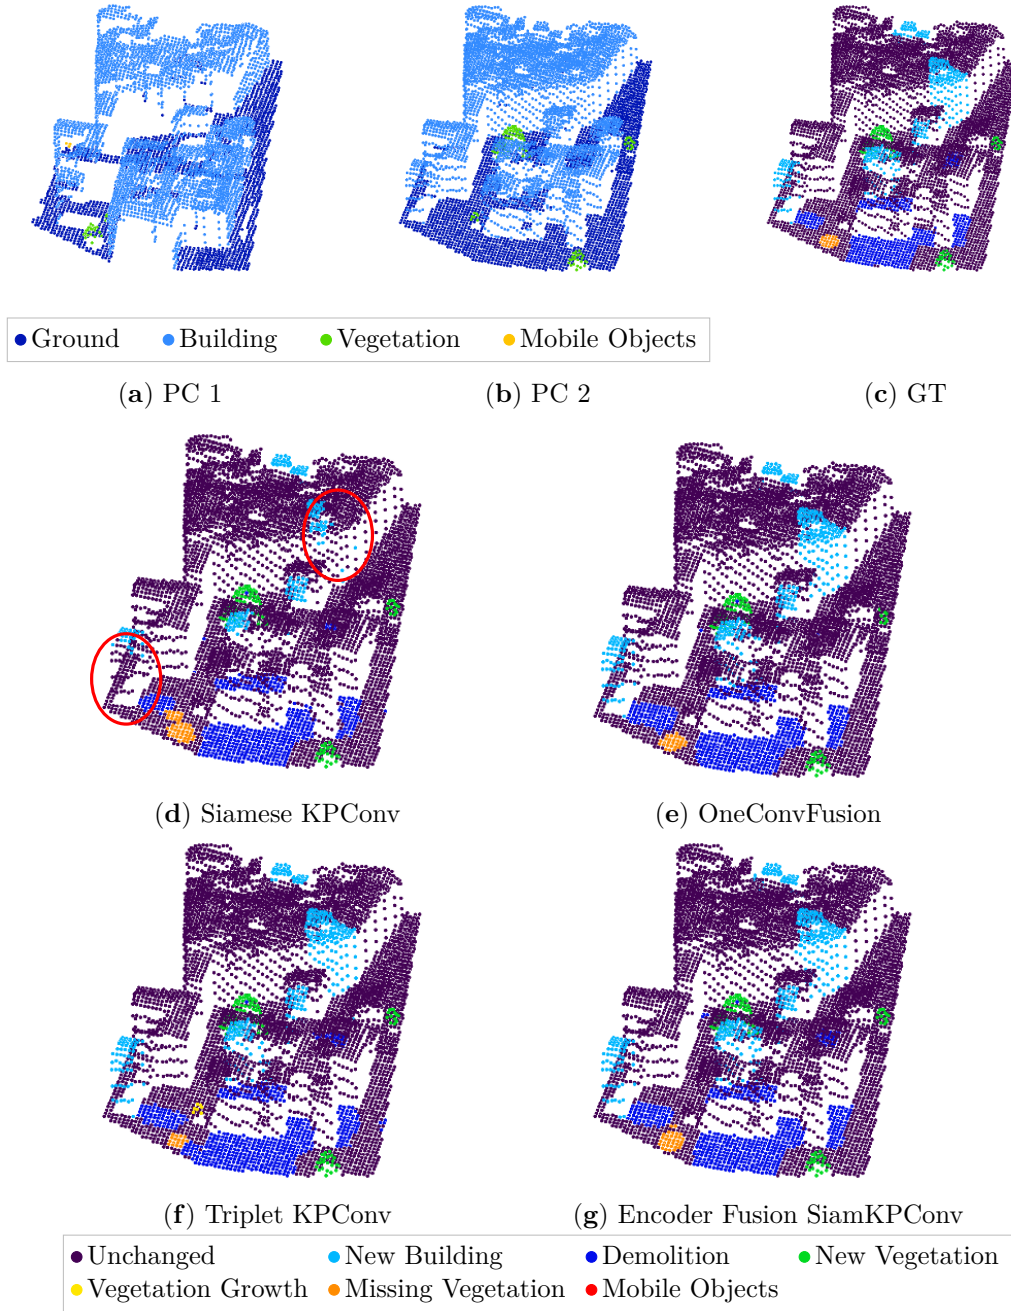 Ground Building Vegetation Mobile Objects
(a) PC 1 (b) PC 2 (c) GT
(d) Siamese KPConv (e) OneConvFusion
(f) Triplet KPConv (g) Encoder Fusion SiamKPConv
Unchanged New Building Demolition New Vegetation
Vegetation Growth Missing Vegetation Mobile Objects